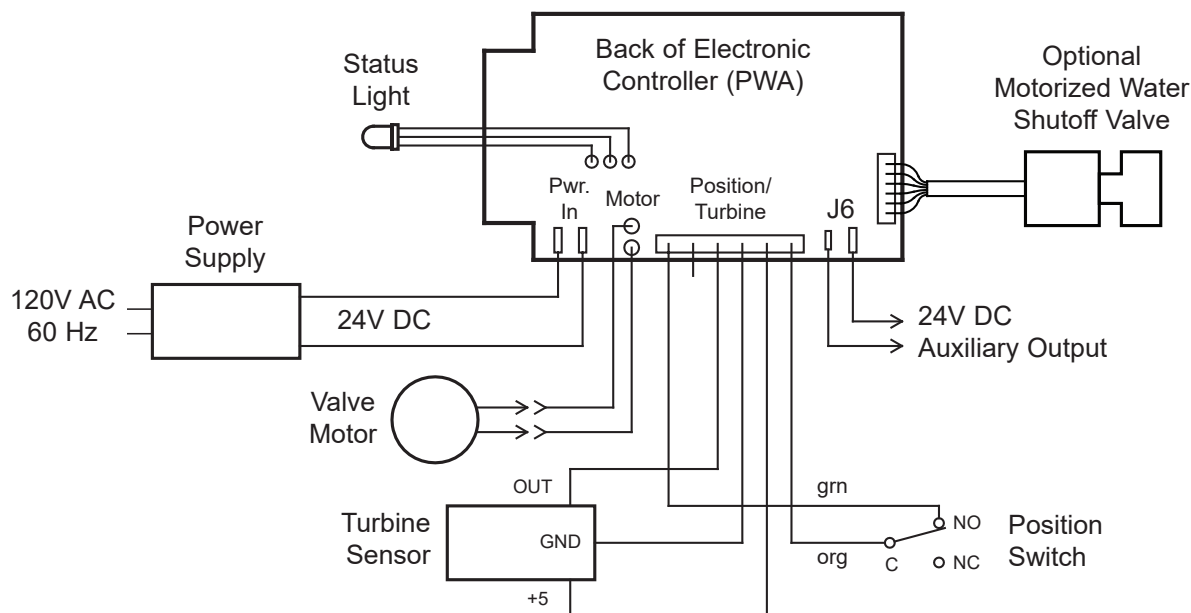 Back of Electronic
Controller (PWA)
Status
Light
Optional
Motorized Water
Shutoff Valve
Pwr.
In
Motor
Position/
Turbine
J6
Power
Supply
120V AC
60 Hz
24V DC
24V DC
Auxiliary Output
Valve
Motor
OUT
Turbine
Sensor
GND
+5
grn
org
NO
C
NC
Position
Switch